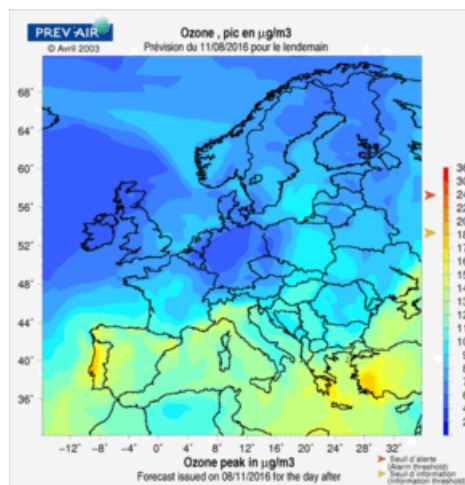 PREV'AIR
© Avril 2003
Ozone , pic en µg/m3
Prévision du 11/08/2016 pour le lendemain
68°
64°
60°
56°
52°
48°
44°
40°
36°
-12° -8° -4° 0° 4° 8° 12° 16° 20° 24° 28° 32°
Ozone peak in µg/m3
Forecast issued on 08/11/2016 for the day after
Seuil d'alerte
(Alarm threshold)
Seuil d'information
(Information threshold)